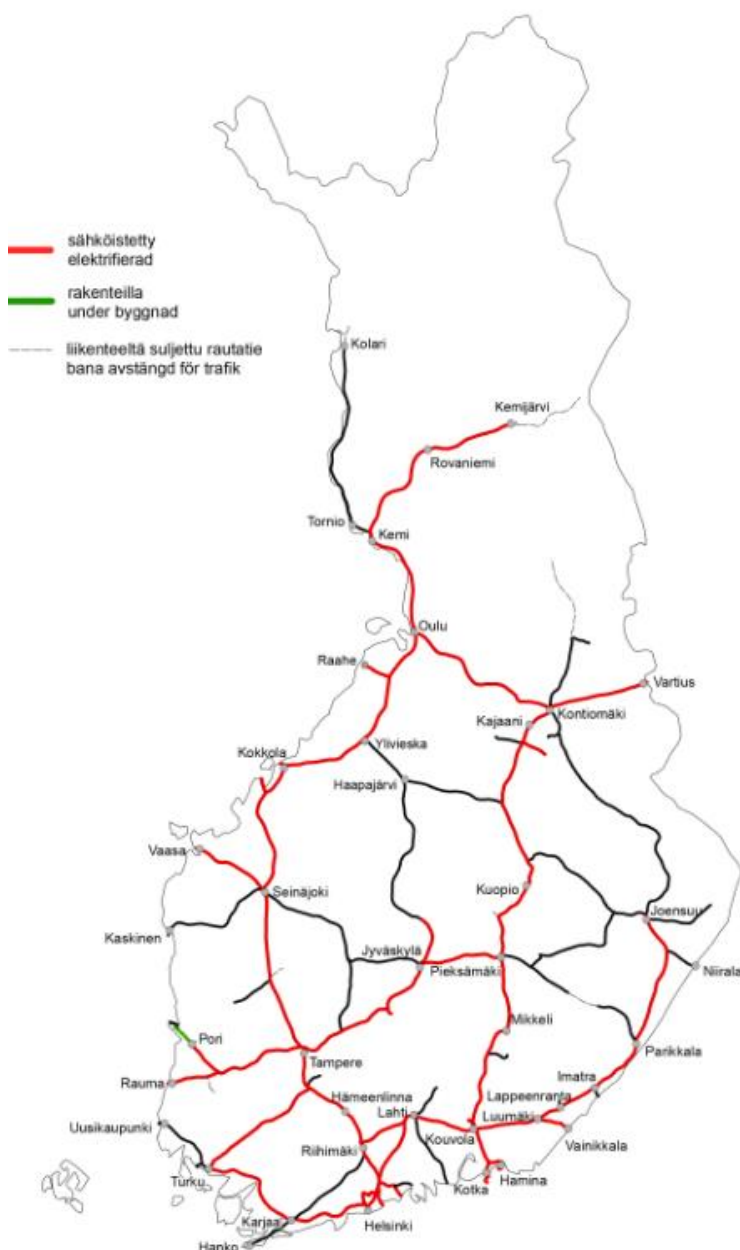 sähköistetty
elektrifierad
rakenteilla
under byggnad
liikenteeltä suljettu rautatie
bana avstängd för trafik
Kolari
Kemijärvi
Rovaniemi
Tornio
Kemi
Oulu
Raahe
Vartius
Kontiomäki
Kajaani
Ylivieska
Kokkola
Haapajärvi
Vaasa
Kuopio
Seinäjoki
Joensuu
Kaskinen
Jyväskylä
Pieksämäki
Niirala
Mikkeli
Pori
Parikkala
Tampere
Imatra
Rauma
Hämeenlinna
Lappeenranta
Lahti
Luumäki
Uusikaupunki
Kouvola
Vainikkala
Riihimäki
Turku
Hamina
Kotka
Karjaa
Helsinki
Hanko